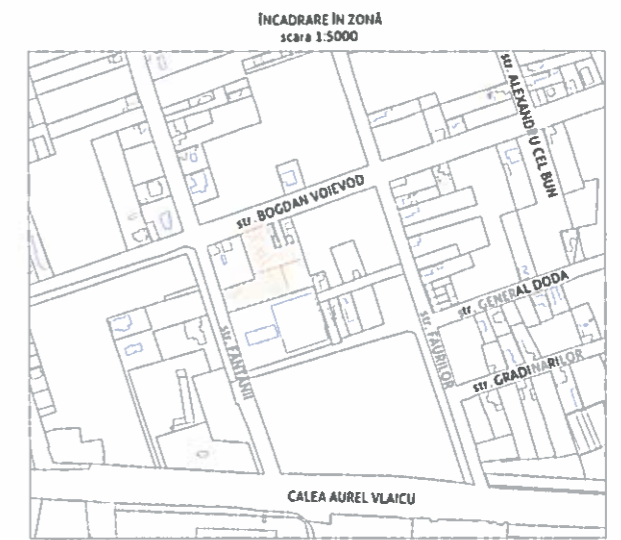 ÎNCADRARE ÎN ZONĂ
scara 1:5000
str. ALEXANDRU CEL BUN
str. BOGDAN VOIEVOD
str. GENERAL DODA
str. FANTANII
str. FAURILOR
str. GRADINARILOR
CALEA AUREL VLAICU